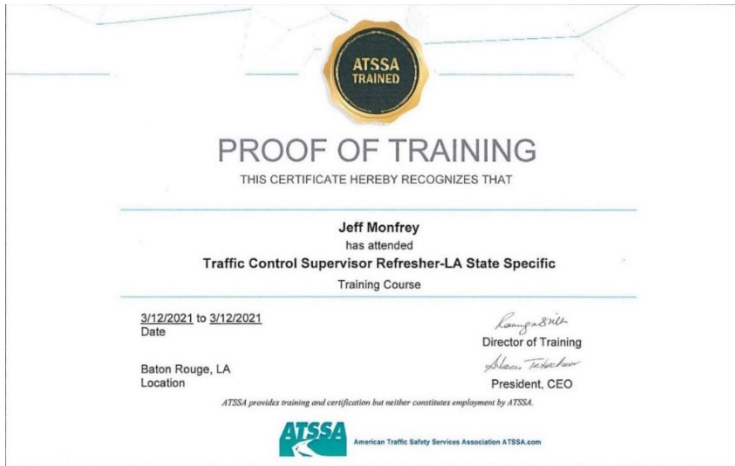 ATSSA
TRAINED
PROOF OF TRAINING
THIS CERTIFICATE HEREBY RECOGNIZES THAT
Jeff Monfrey
has attended
Traffic Control Supervisor Refresher-LA State Specific
Training Course
3/12/2021 to 3/12/2021
Date
Director of Training
Baton Rouge, LA
Location
President, CEO
ATSSA provides training and certification but neither constitutes employment by ATSSA.
ATSSA
American Traffic Safety Services Association ATSSA.com